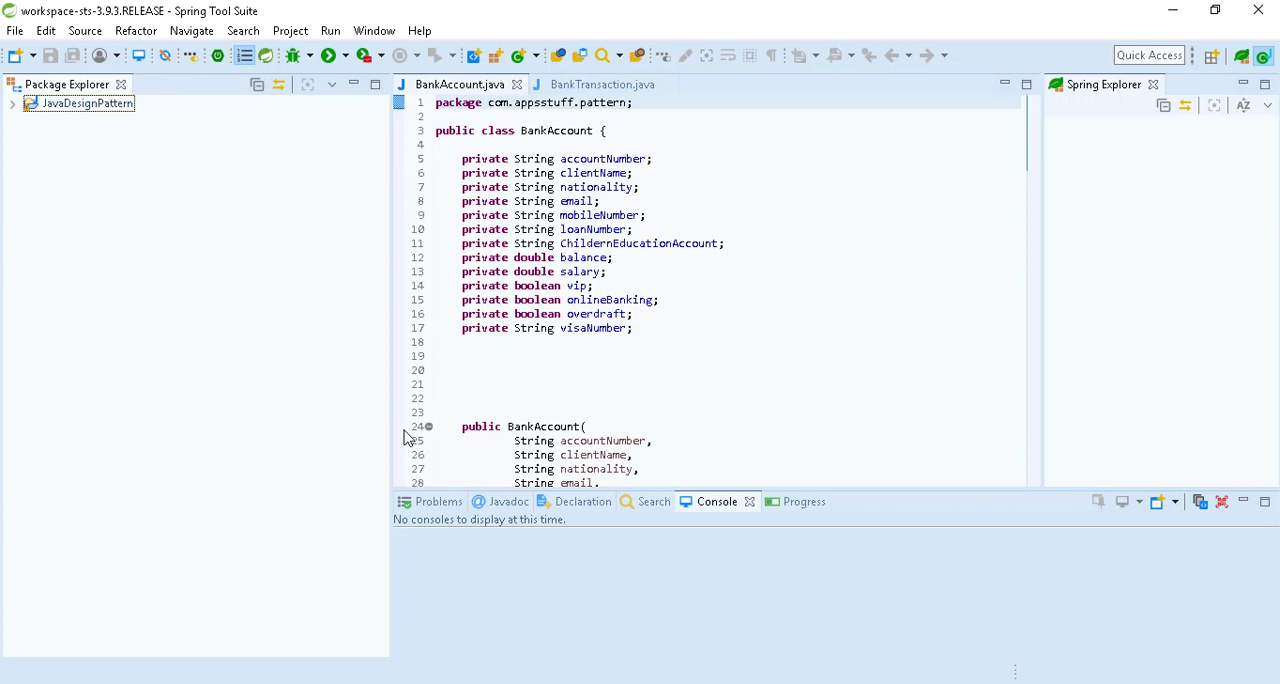 workspace-sts-3.9.3.RELEASE - Spring Tool Suite
File Edit Source Refactor Navigate Search Project Run Window Help
Quick Access
Package Explorer
BankAccount.java
BankTransaction.java
Spring Explorer
JavaDesignPattern
1 package com.appsstuff.pattern;
2
3 public class BankAccount {
4
5 private String accountNumber;
6 private String clientName;
7 private String nationality;
8 private String email;
9 private String mobileNumber;
10 private String loanNumber;
11 private String ChildernEducationAccount;
12 private double balance;
13 private double salary;
14 private boolean vip;
15 private boolean onlineBanking;
16 private boolean overdraft;
17 private String visaNumber;
18
19
20
21
22
23
24 public BankAccount(
25 String accountNumber,
26 String clientName,
27 String nationality,
28 String email.
Problems @ Javadoc Declaration Search Console Progress
No consoles to display at this time.